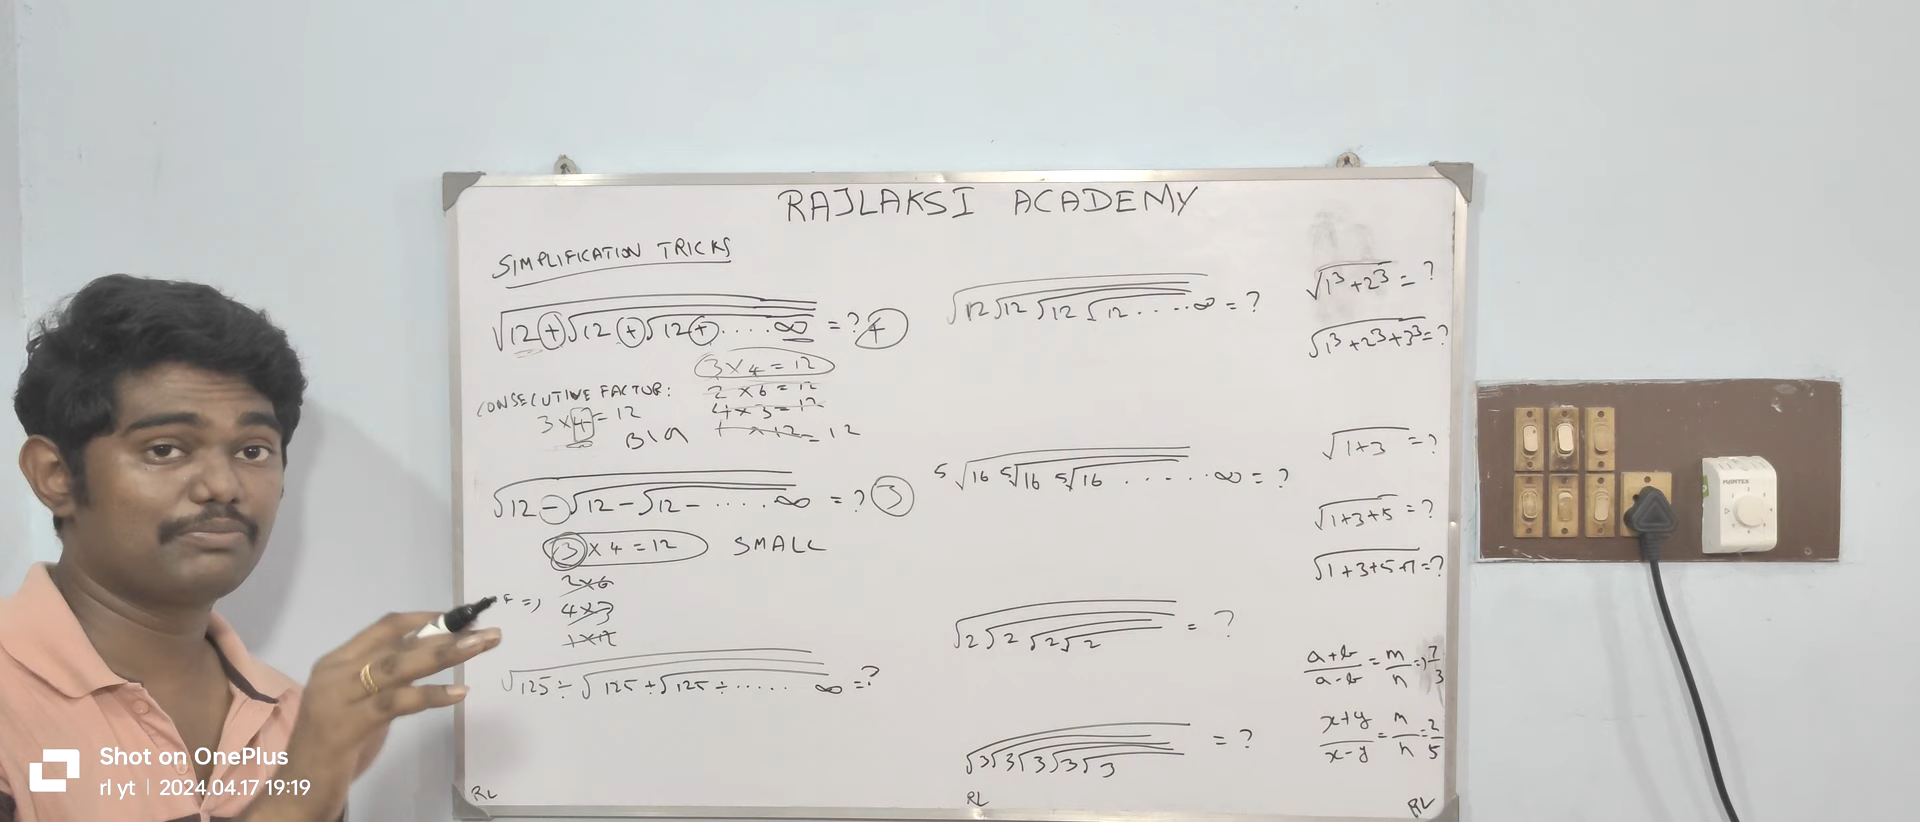 RAJLAKSI ACADEMY
SIMPLIFICATION TRICKS
√12 + √12 + √12 + .... ∞ = ? 4
3 × 4 = 12
2 × 6 = 12
4 × 3 = 12
1 × 12 = 12
CONSECUTIVE FACTOR:
3 × 4 = 12
BIG
√12 - √12 - √12 - .... ∞ = ? 3
3 × 4 = 12 SMALL
2×6
4×3
1×12
√125 ÷ √125 ÷ √125 ÷ ..... ∞ = ?
RL
√12√12√12√12.... ∞ = ?
5√16 5√16 5√16 ...... ∞ = ?
√2√2√2√2 = ?
√3√3√3√3√3 = ?
RL
√1³+2³ = ?
√1³+2³+3³ = ?
√1+3 = ?
√1+3+5 = ?
√1+3+5+7 = ?
a+b/a-b = m/n => 7/3
x+y/x-y = m/n = 2/5
RL
Shot on OnePlus
rl yt | 2024.04.17 19:19